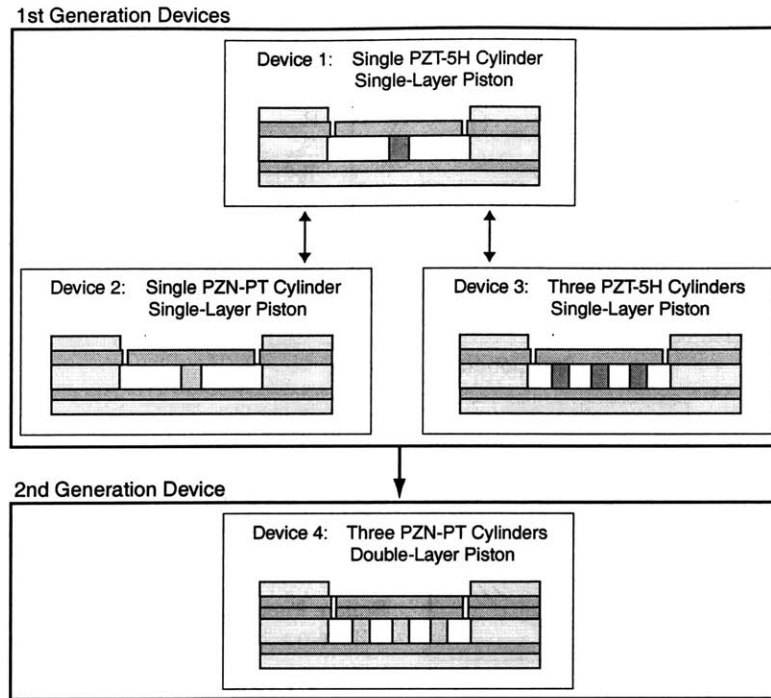 1st Generation Devices
Device 1: Single PZT-5H Cylinder
Single-Layer Piston
Device 2: Single PZN-PT Cylinder
Single-Layer Piston
Device 3: Three PZT-5H Cylinders
Single-Layer Piston
2nd Generation Device
Device 4: Three PZN-PT Cylinders
Double-Layer Piston